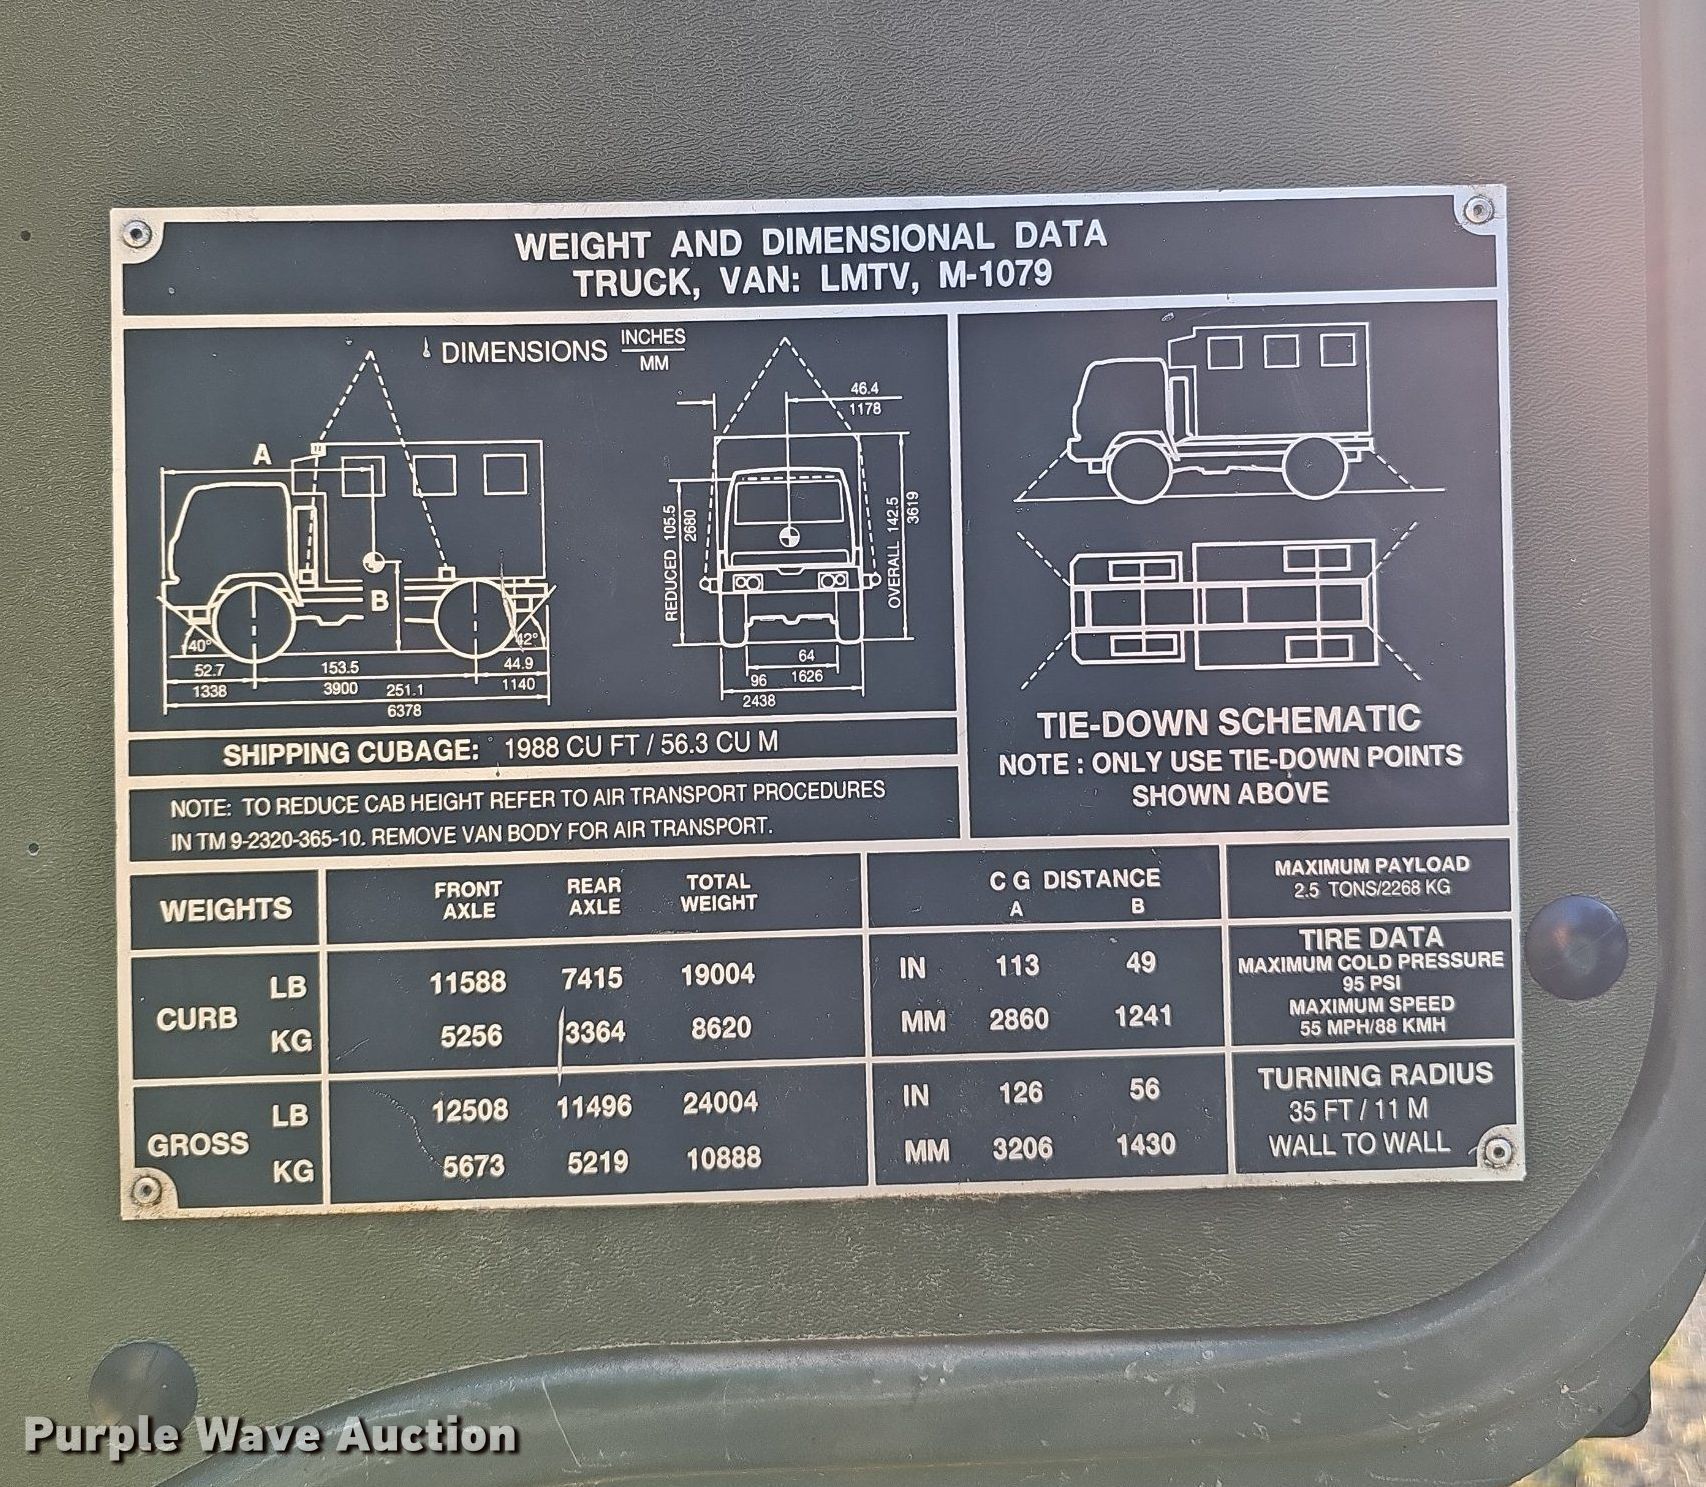 WEIGHT AND DIMENSIONAL DATA
TRUCK, VAN: LMTV, M-1079
DIMENSIONS INCHES
MM
46.4
1178
A
B
REDUCED 105.5
2680
OVERALL 142.5
3619
40°
42°
52.7
1338
153.5
3900
44.9
1140
251.1
6378
64
1626
96
2438
TIE-DOWN SCHEMATIC
NOTE : ONLY USE TIE-DOWN POINTS
SHOWN ABOVE
SHIPPING CUBAGE: 1988 CU FT / 56.3 CU M
NOTE: TO REDUCE CAB HEIGHT REFER TO AIR TRANSPORT PROCEDURES
IN TM 9-2320-365-10. REMOVE VAN BODY FOR AIR TRANSPORT.
WEIGHTS
FRONT AXLE
REAR AXLE
TOTAL WEIGHT
C G DISTANCE
A B
CURB
LB 11588 7415 19004 IN 113 49
KG 5256 3364 8620 MM 2860 1241
GROSS
LB 12508 11496 24004 IN 126 56
KG 5673 5219 10888 MM 3206 1430
MAXIMUM PAYLOAD
2.5 TONS/2268 KG
TIRE DATA
MAXIMUM COLD PRESSURE
95 PSI
MAXIMUM SPEED
55 MPH/88 KMH
TURNING RADIUS
35 FT / 11 M
WALL TO WALL
Purple Wave Auction